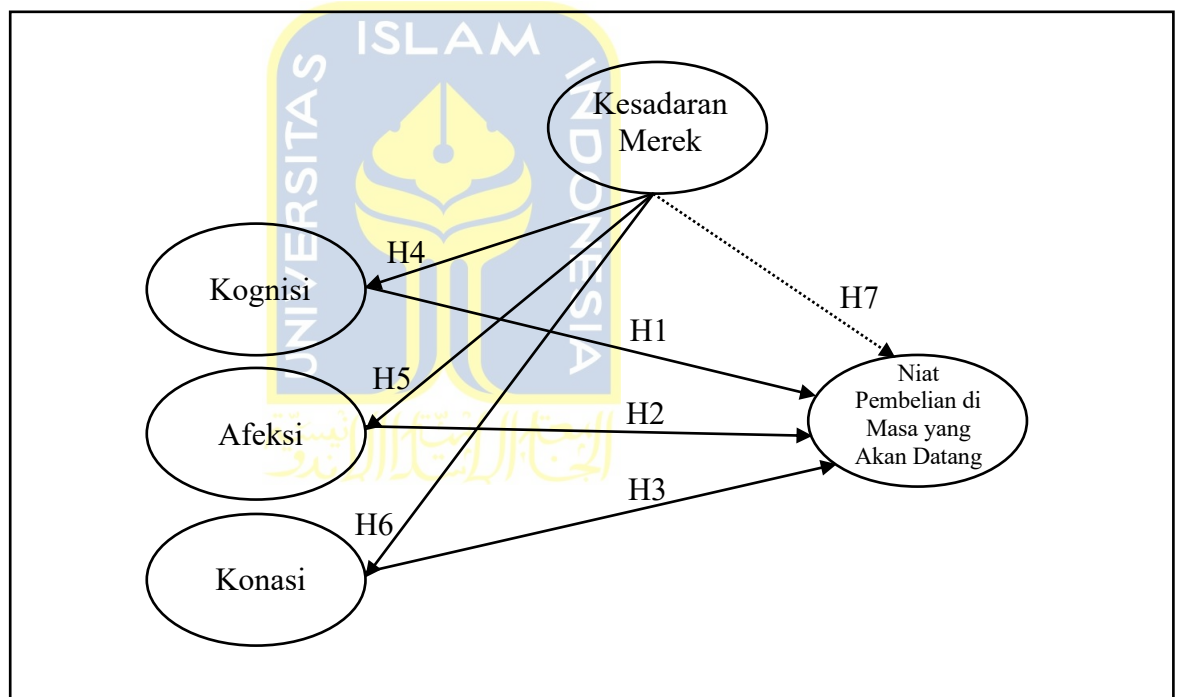 ISLAM
UNIVERSITAS
INDONESIA
Kesadaran
Merek
H4
Kognisi
H7
H1
H5
Niat
Pembelian di
Masa yang
Akan Datang
H2
Afeksi
H3
H6
Konasi